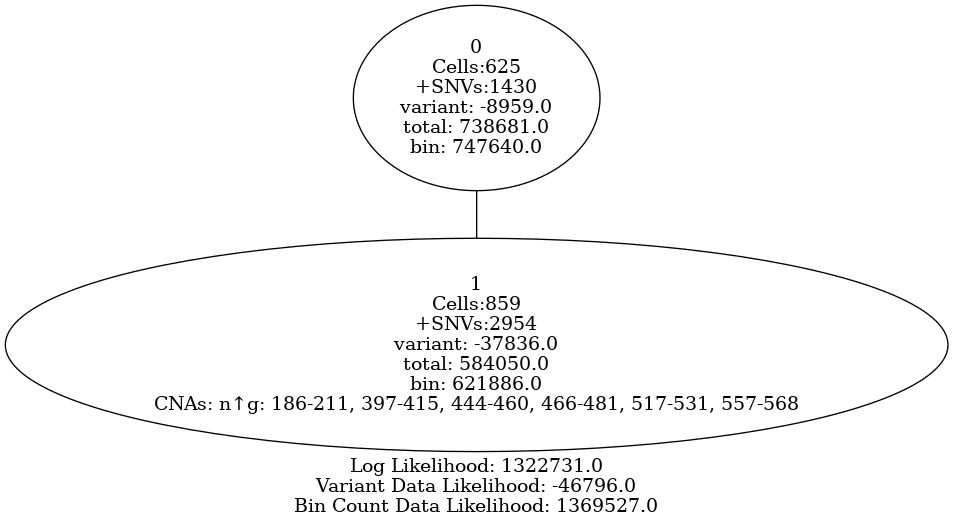 0
Cells:625
+SNVs:1430
variant: -8959.0
total: 738681.0
bin: 747640.0
1
Cells:859
+SNVs:2954
variant: -37836.0
total: 584050.0
bin: 621886.0
CNAs: n↑g: 186-211, 397-415, 444-460, 466-481, 517-531, 557-568
Log Likelihood: 1322731.0
Variant Data Likelihood: -46796.0
Bin Count Data Likelihood: 1369527.0